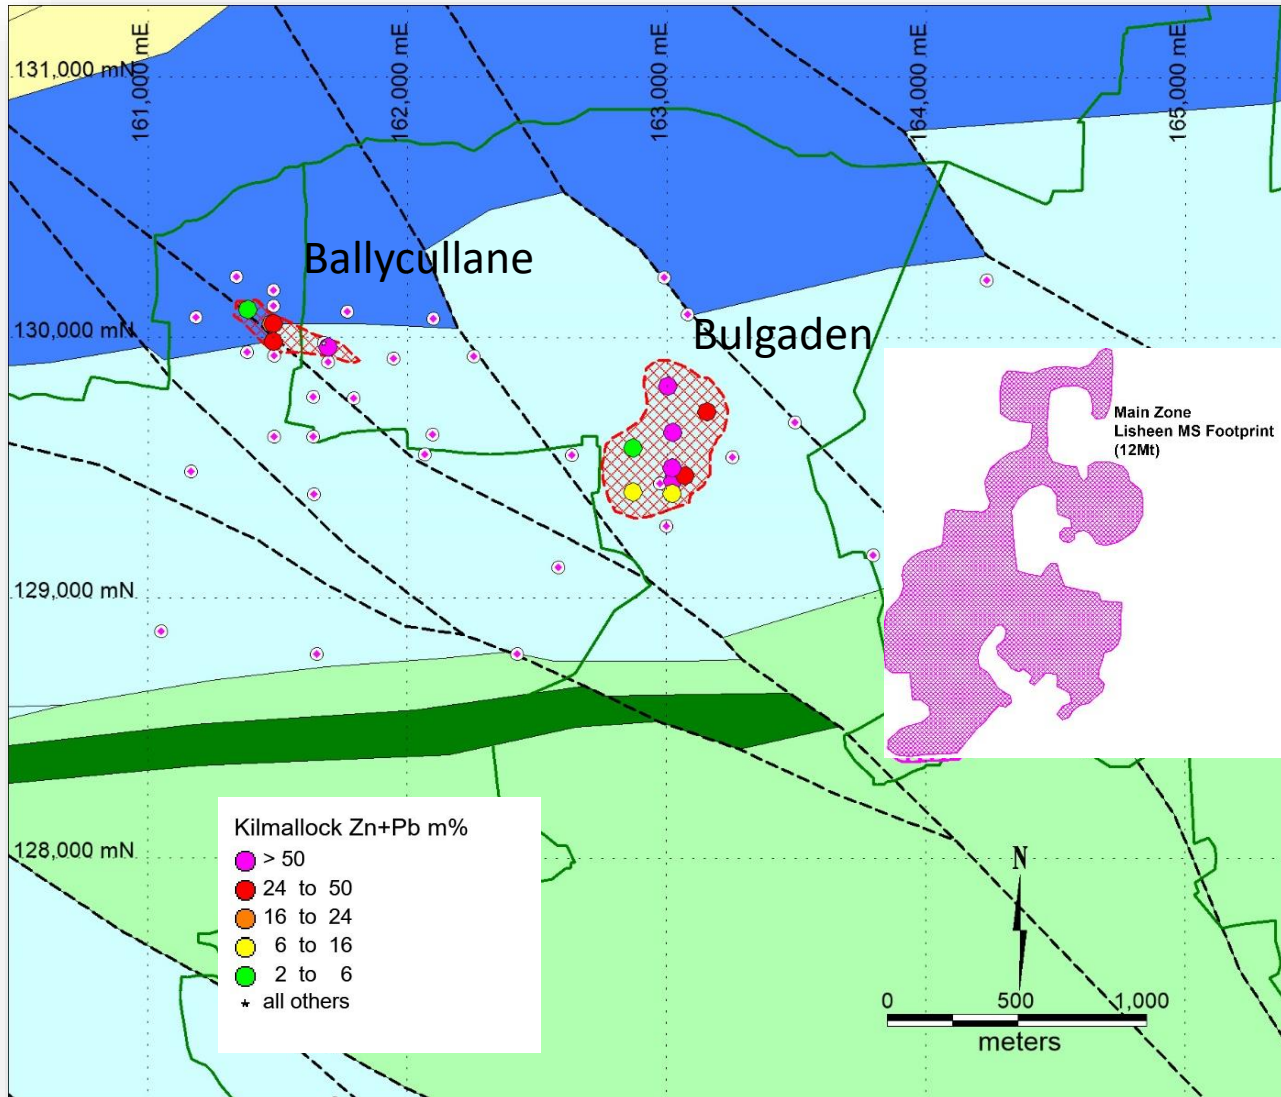 161,000 mE
162,000 mE
163,000 mE
164,000 mE
165,000 mE
131,000 mN
Ballycullane
130,000 mN
Bulgaden
Main Zone
Lisheen MS Footprint
(12Mt)
129,000 mN
128,000 mN
Kilmallock Zn+Pb m%
> 50
24 to 50
16 to 24
6 to 16
2 to 6
all others
N
0 500 1,000
meters